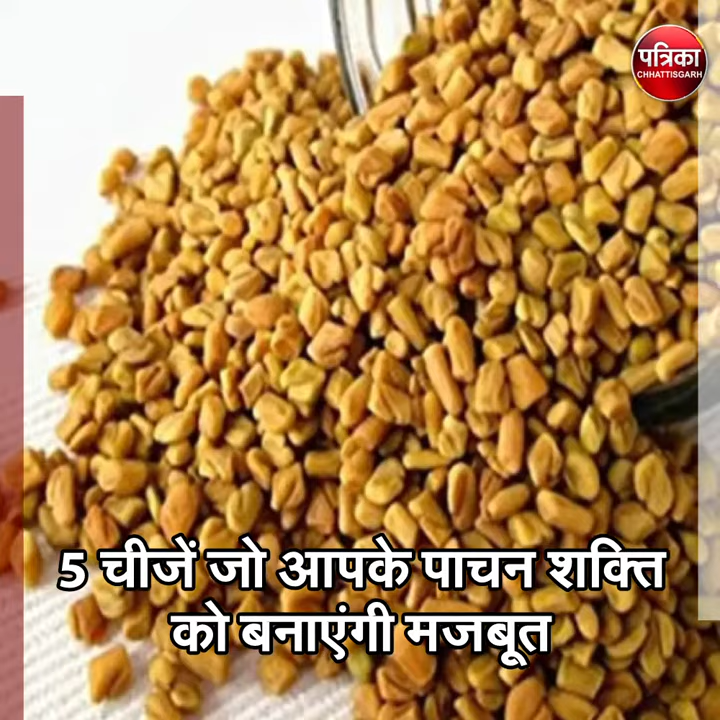 पत्रिका
CHHATTISGARH
5 चीजें जो आपके पाचन शक्ति
को बनाएंगी मजबूत